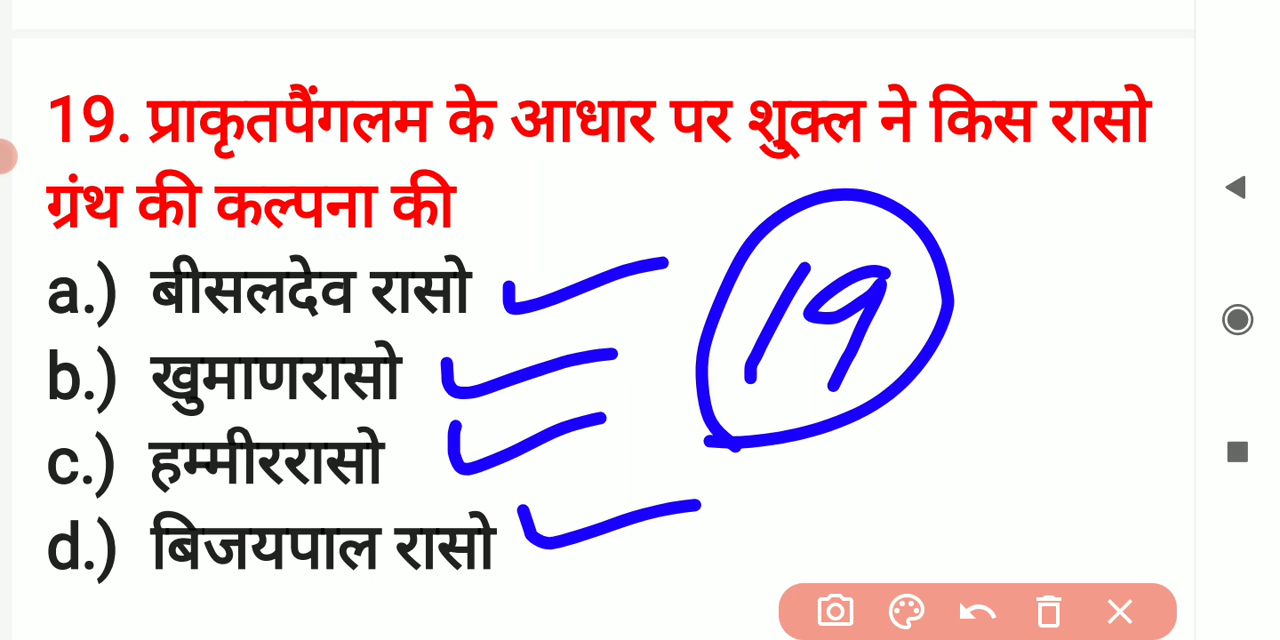 19. प्राकृतपैंगलम के आधार पर शुक्ल ने किस रासो
ग्रंथ की कल्पना की
a.) बीसलदेव रासो
b.) खुमाणरासो
c.) हम्मीररासो
d.) बिजयपाल रासो
19